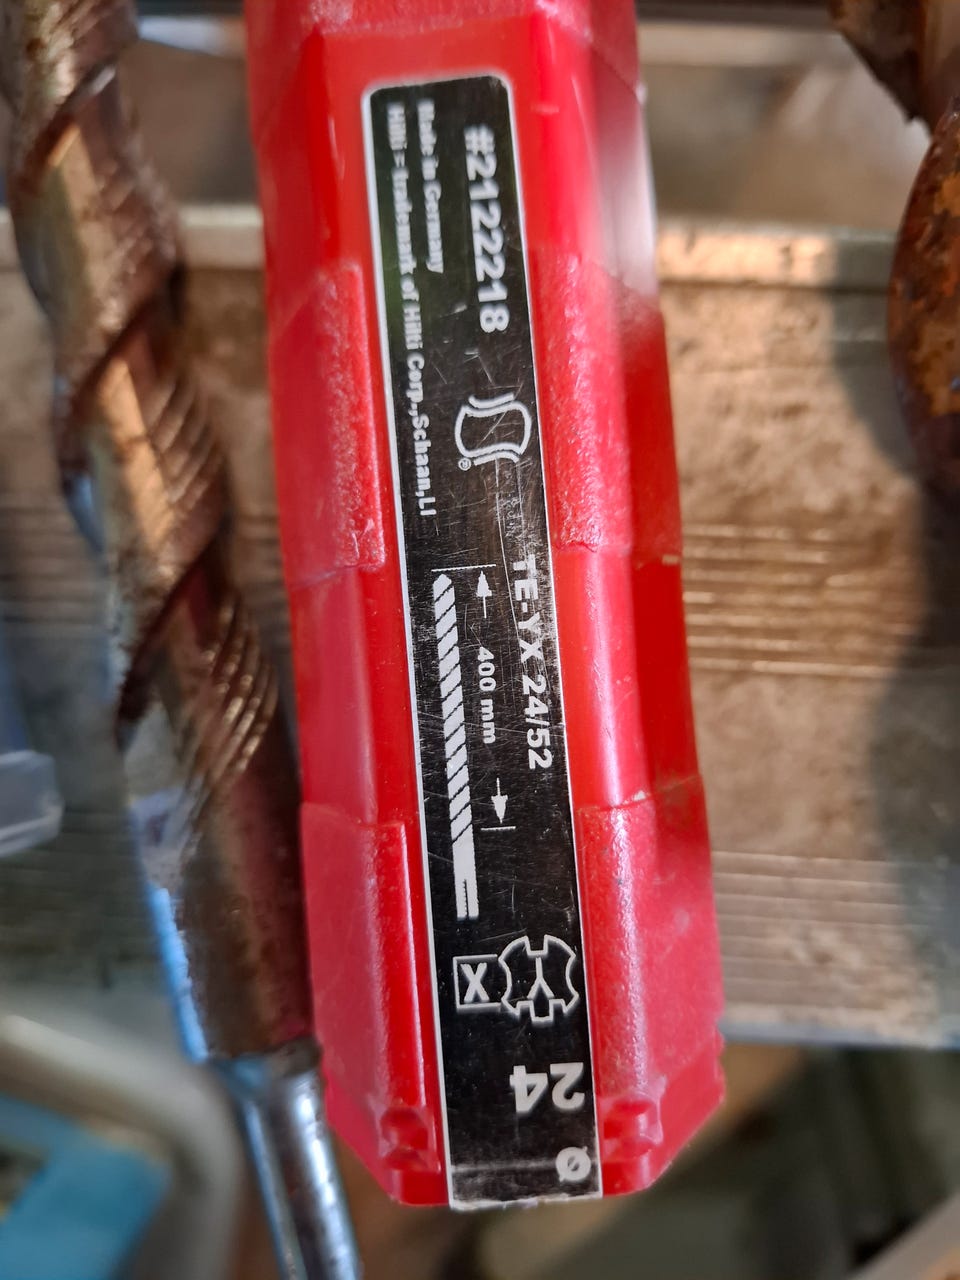 #2122218
Made in Germany
Hilti = trademark of Hilti Corp.,Schaan,LI
®
TE-YX 24/52
400 mm
Y
X
24
Ø